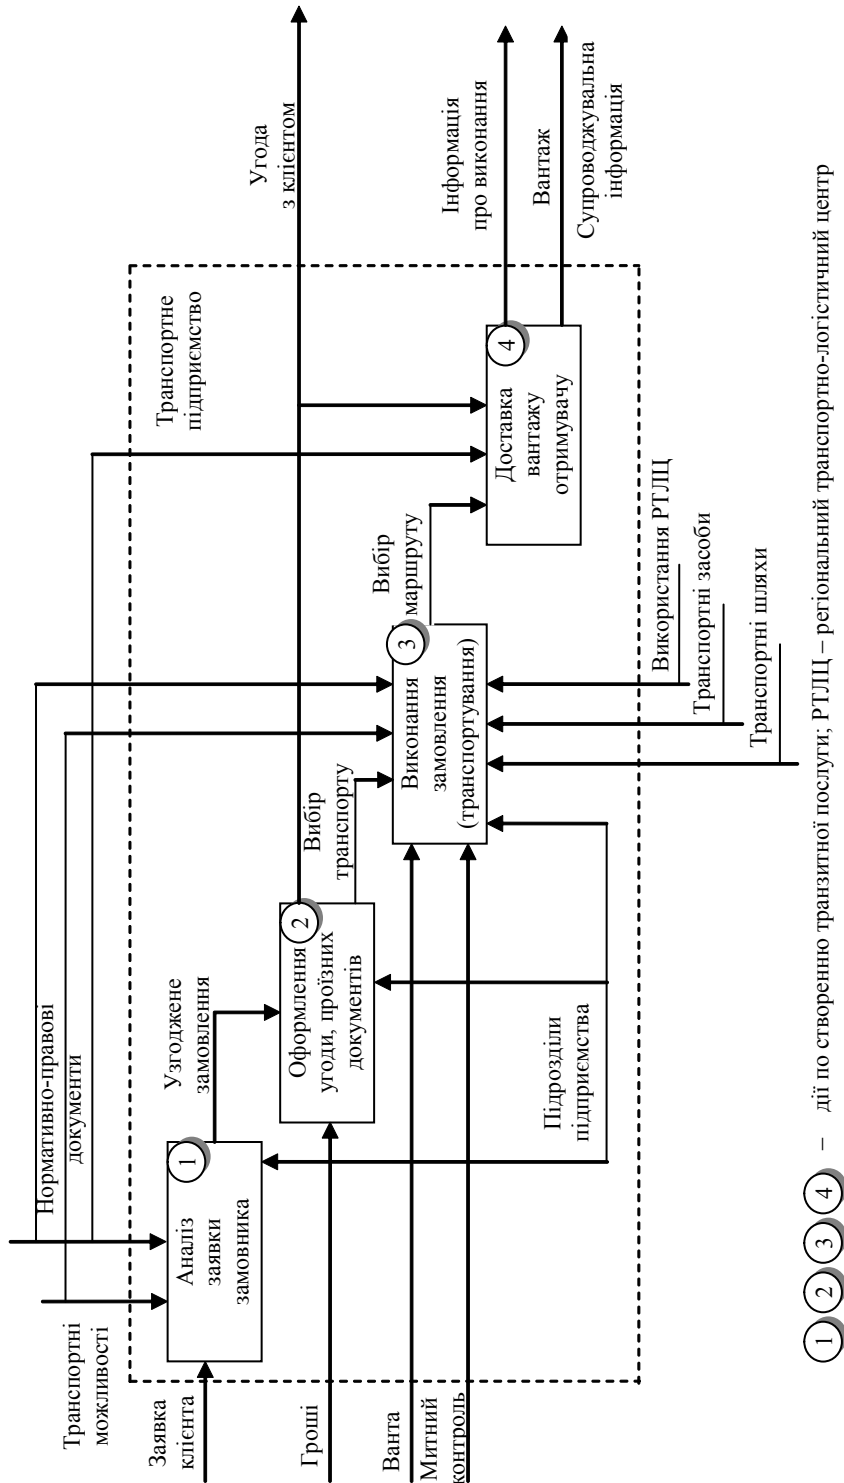 Угода
з клієнтом
Інформація
про виконання
Вантаж
Супроводжувальна
інформація
Транспортне
підприємство
Нормативно-правові
документи
Транспортні
можливості
Заявка
клієнта
1
Аналіз
заявки
замовника
Узгоджене
замовлення
Гроші
2
Оформлення
угоди, проїзних
документів
Вибір
транспорту
Ванта
Митний
контроль
3
Виконання
замовлення
(транспортування)
Вибір
маршруту
4
Доставка
вантажу
отримувачу
Підрозділи
підприємства
Використання РТЛЦ
Транспортні засоби
Транспортні шляхи
1 2 3 4 – дії по створенню транзитної послуги; РТЛЦ – регіональний транспортно-логістичний центр